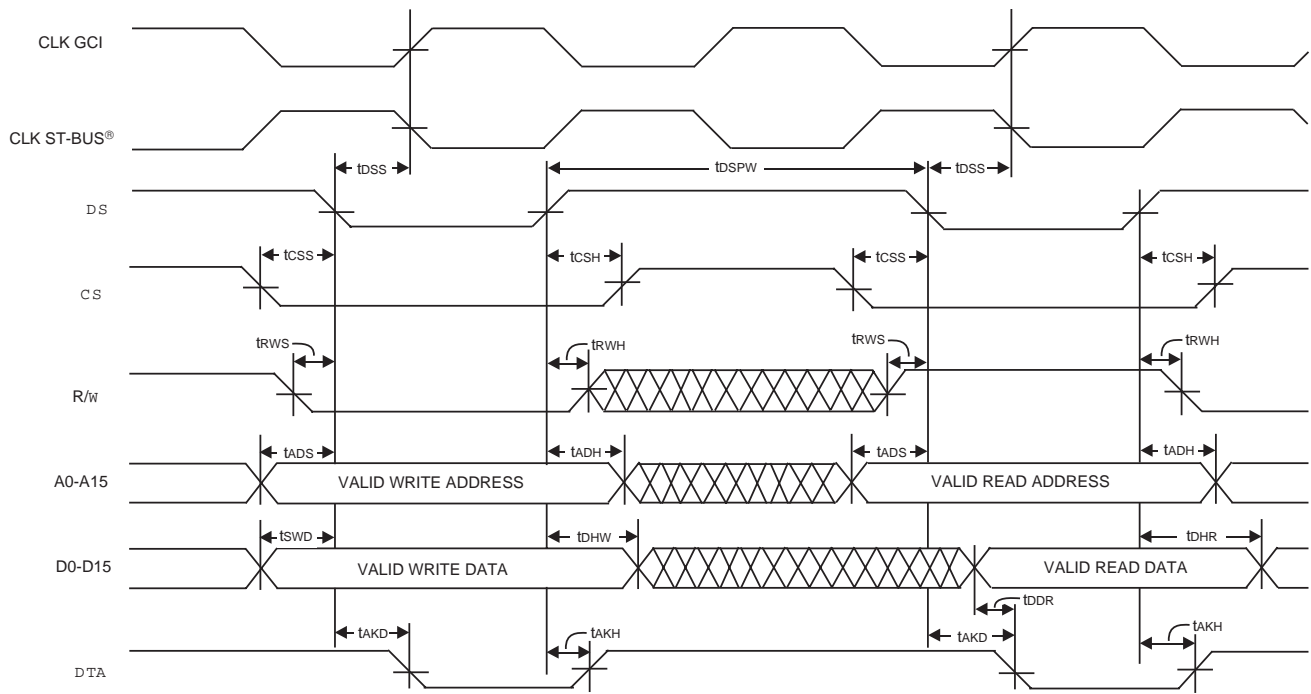 CLK GCI
CLK ST-BUS®
tDSS tDSPW tDSS
DS
tCSS tCSH tCSS tCSH
CS
tRWS tRWH tRWS tRWH
R/W
tADS tADH tADS tADH
A0-A15 VALID WRITE ADDRESS VALID READ ADDRESS
tSWD tDHW tDHR
D0-D15 VALID WRITE DATA VALID READ DATA
tDDR
tAKD tAKH tAKD tAKH
DTA